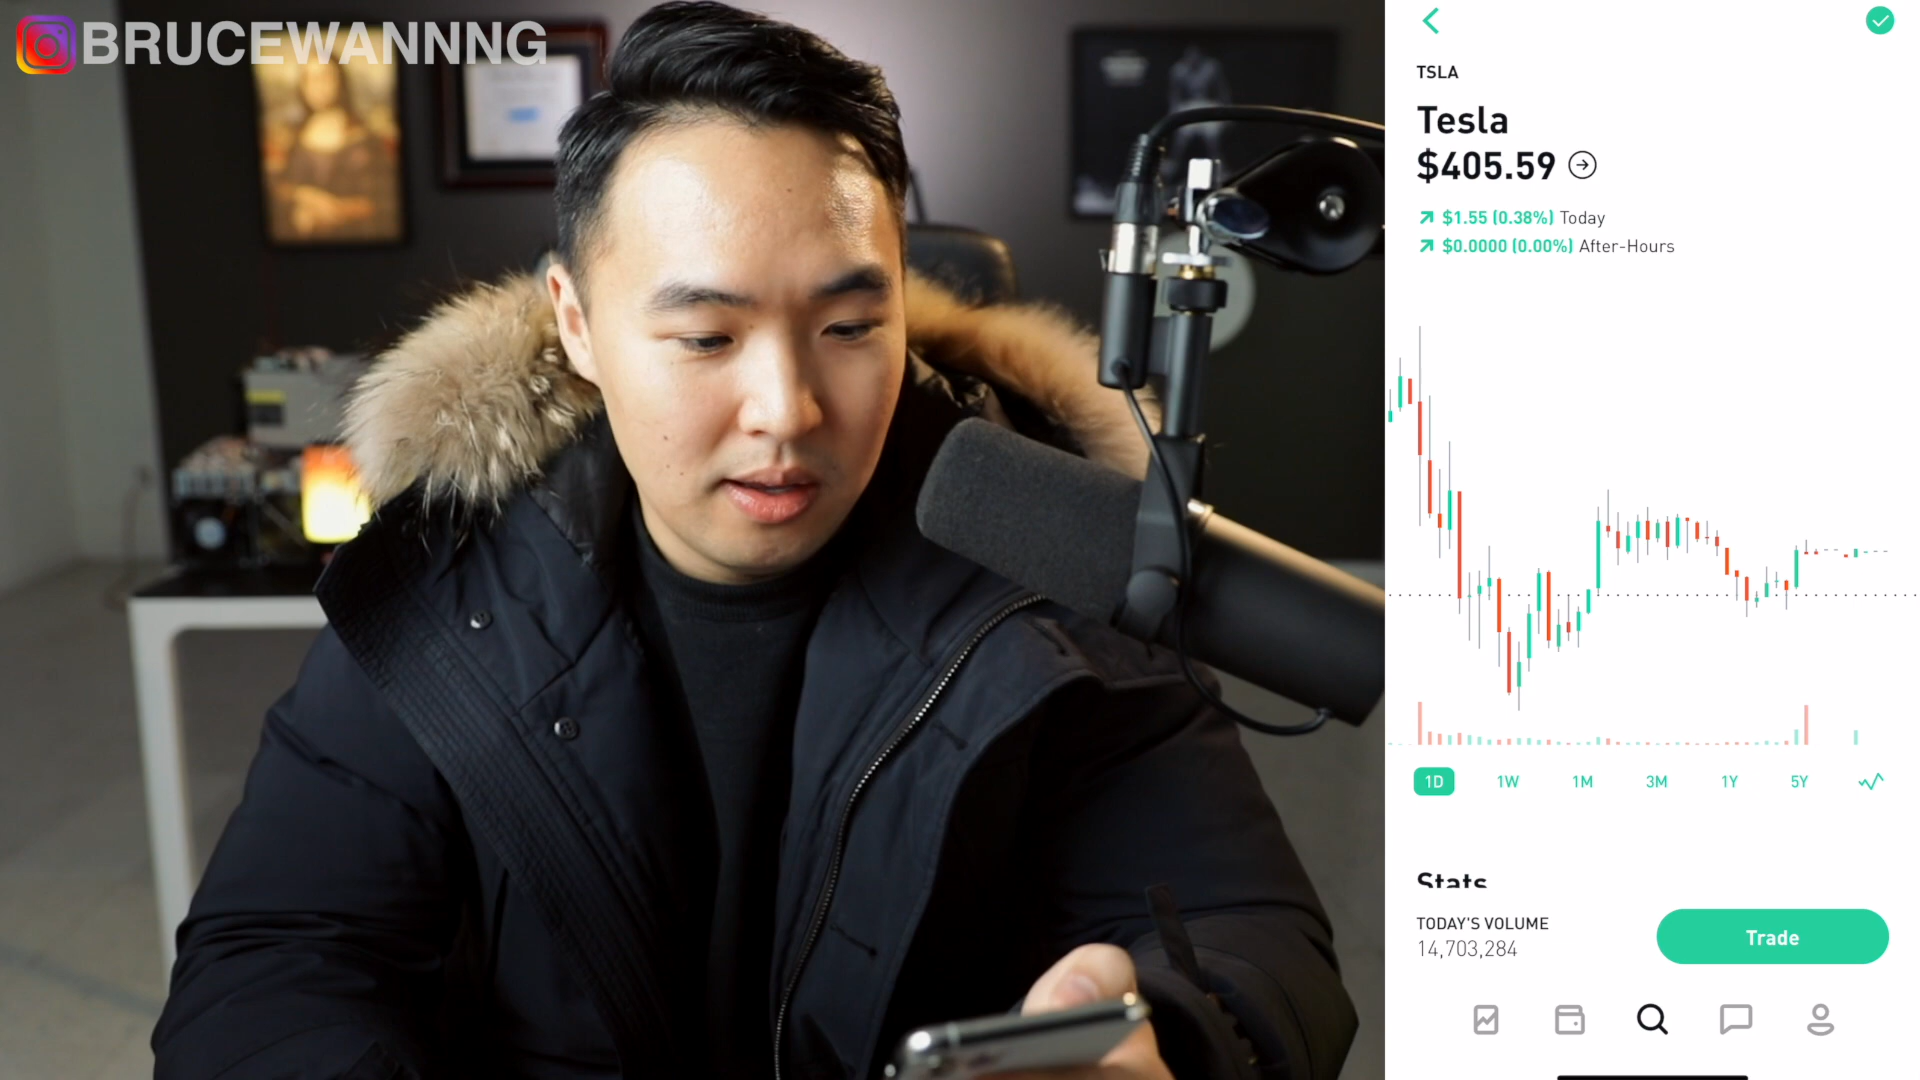 BRUCEWANNNG
TSLA
Tesla
$405.59
$1.55 (0.38%) Today
$0.0000 (0.00%) After-Hours
1D 1W 1M 3M 1Y 5Y
Stats
TODAY'S VOLUME
14,703,284
Trade